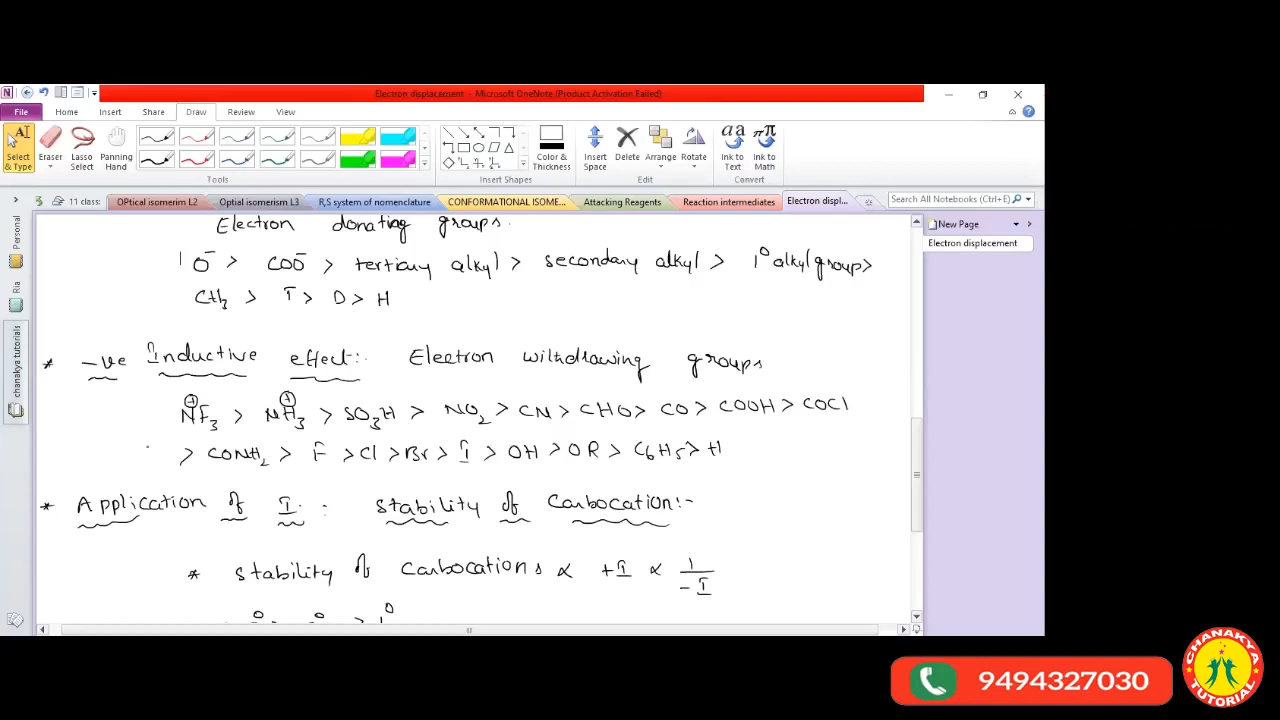 Electron displacement - Microsoft OneNote (Product Activation Failed)
File Home Insert Share Draw Review View
Select & Type Eraser Lasso Select Panning Hand Color & Thickness Insert Space Delete Arrange Rotate Ink to Text Ink to Math
Tools Insert Shapes Edit Convert
11 class: OPtical isomerism L2 Optial isomerism L3 R,S system of nomenclature CONFORMATIONAL ISOME... Attacking Reagents Reaction intermediates Electron displ... Search All Notebooks (Ctrl+E)
New Page
Electron displacement
Personal
Ria
chanakya tutorials
Electron donating groups.
O⁻ > COO⁻ > tertiary alkyl > secondary alkyl > 1⁰ alkyl group >
CH₃ > T > D > H
* -ve Inductive effect:- Electron withdrawing groups
N⊕F₃ > N⊕H₃ > SO₃H > NO₂ > CN > CHO > CO > COOH > COCl
> CONH₂ > F > Cl > Br > I > OH > OR > C₆H₅ > H
* Application of I : stability of Carbocation:-
* stability of carbocations ∝ +I ∝ 1/-I
9494327030
CHANAKYA TUTORIAL